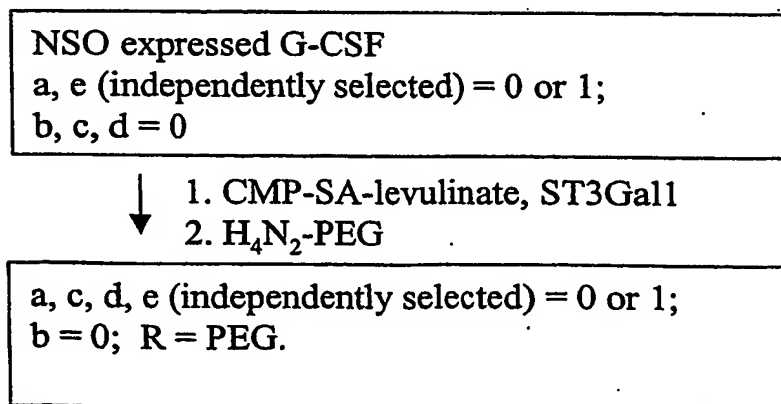 NSO expressed G-CSF
a, e (independently selected) = 0 or 1;
b, c, d = 0
1. CMP-SA-levulinate, ST3Gal1
2. H₄N₂-PEG
a, c, d, e (independently selected) = 0 or 1;
b = 0; R = PEG.